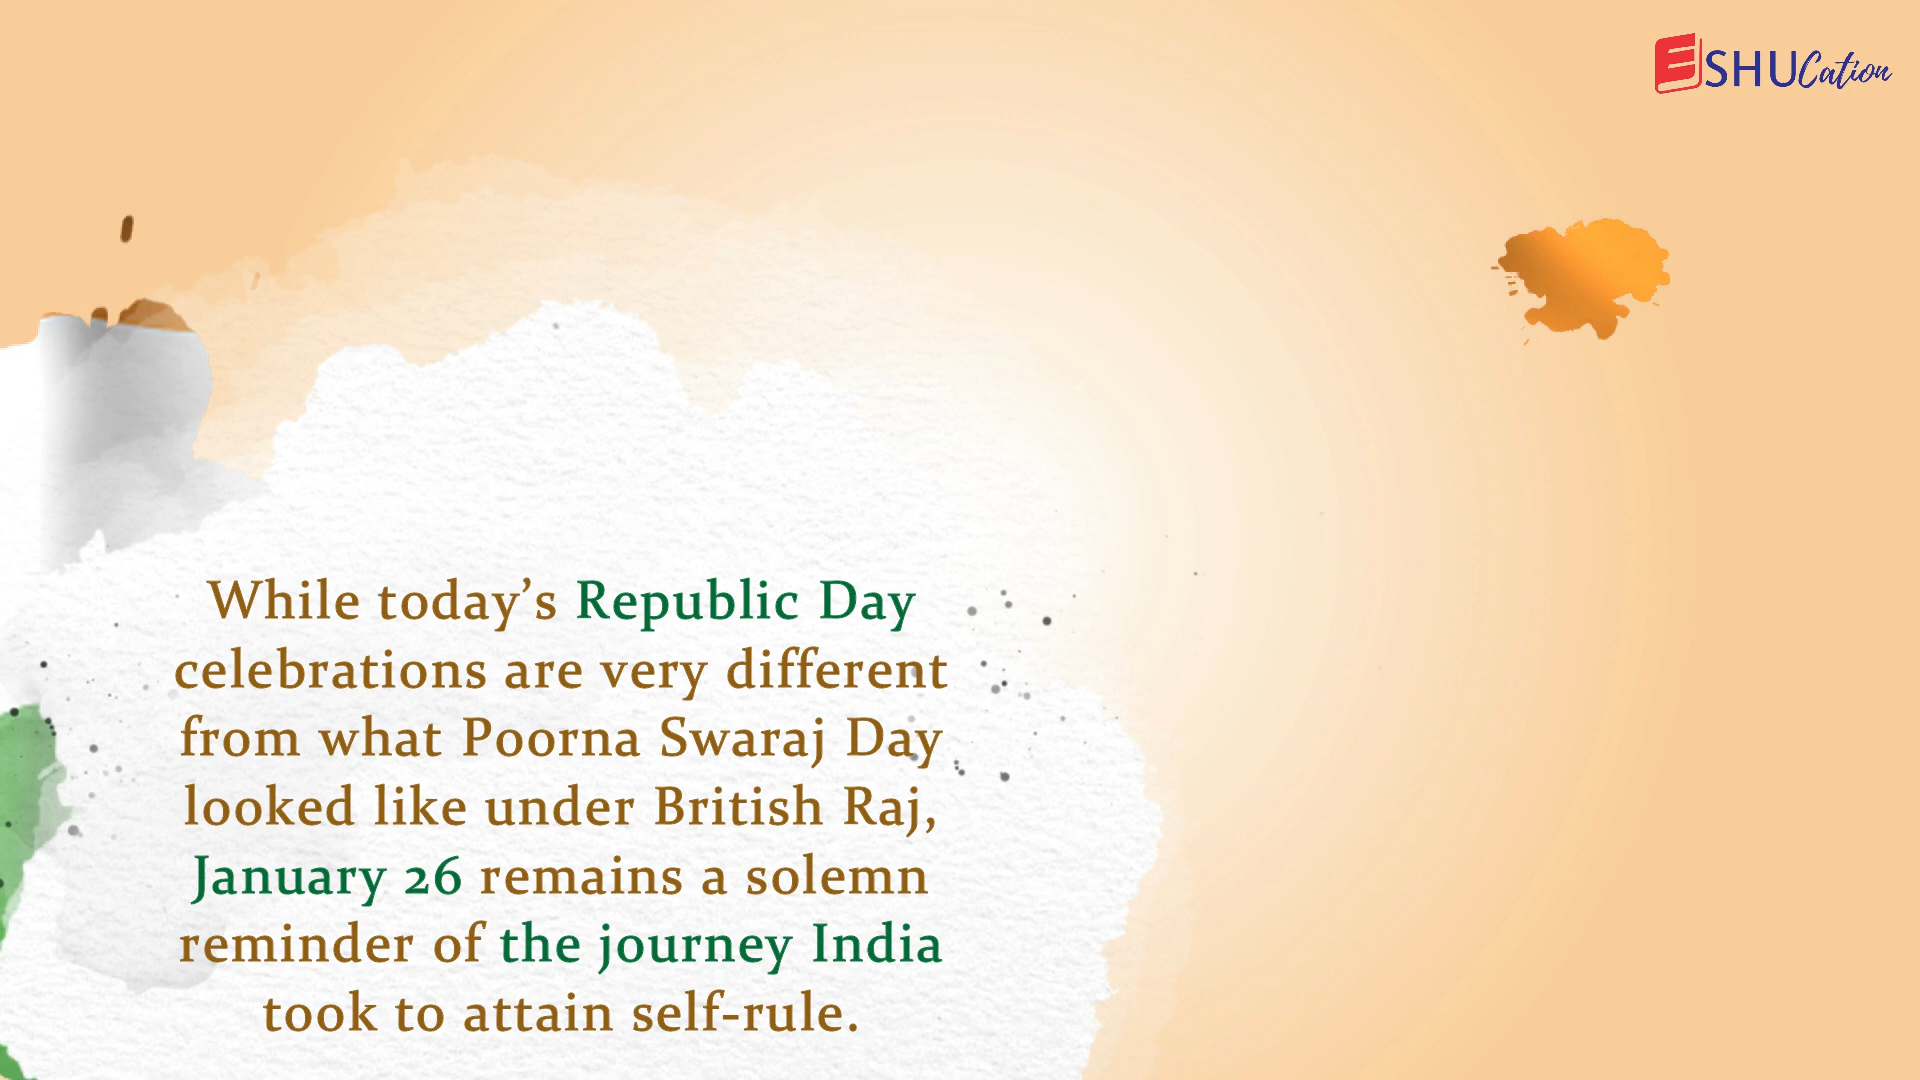 ESHUCation
While today’s Republic Day
celebrations are very different
from what Poorna Swaraj Day
looked like under British Raj,
January 26 remains a solemn
reminder of the journey India
took to attain self-rule.